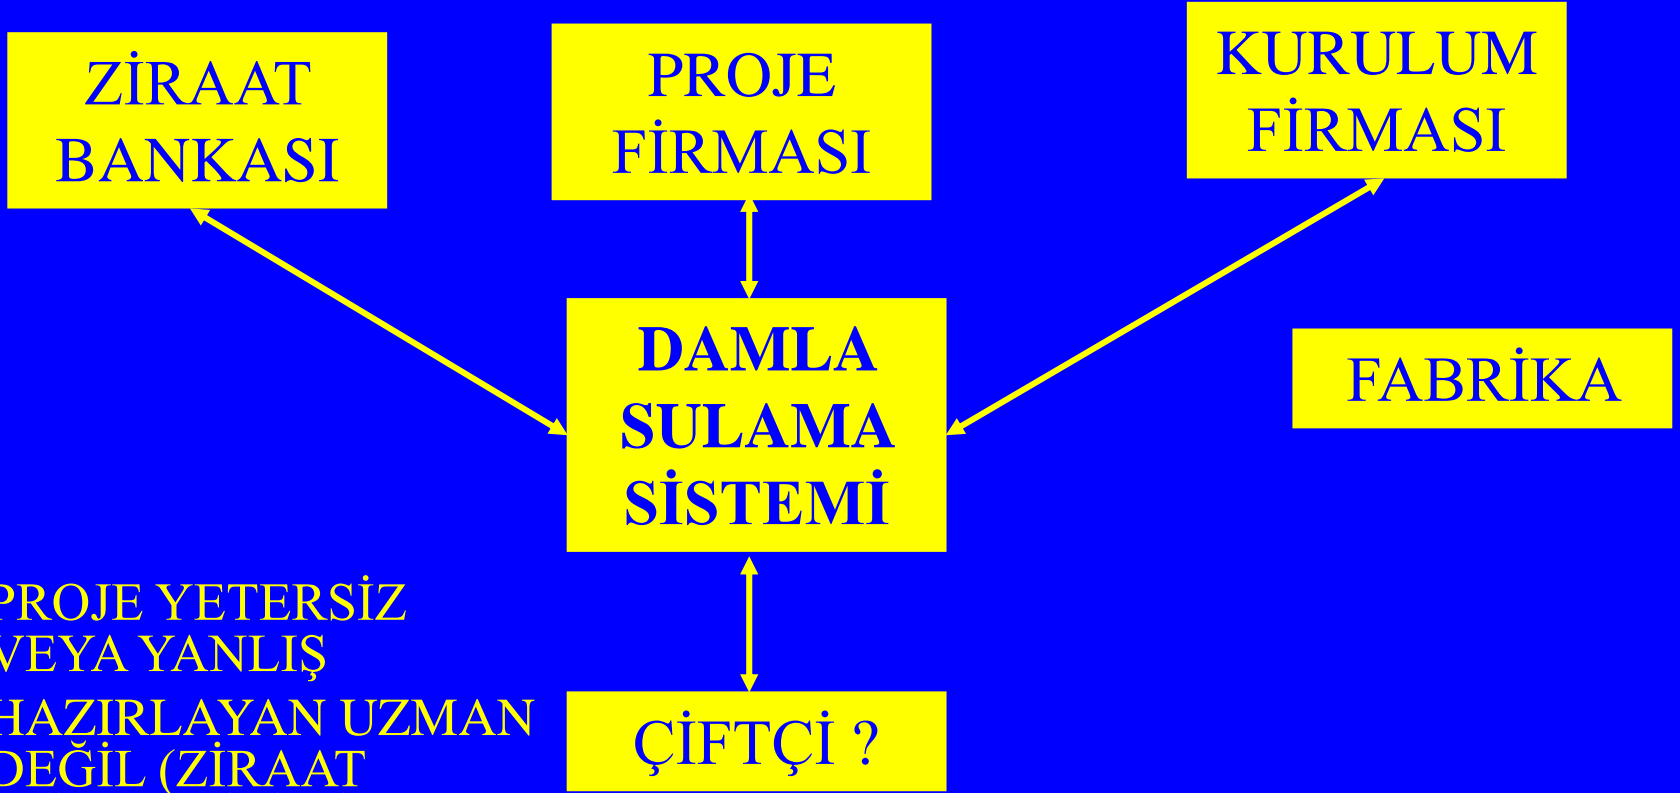 ZİRAAT
BANKASI
PROJE
FİRMASI
KURULUM
FİRMASI
DAMLA
SULAMA
SİSTEMİ
FABRİKA
PROJE YETERSİZ
VEYA YANLIŞ
HAZIRLAYAN UZMAN
DEĞİL (ZİRAAT
ÇİFTÇİ ?